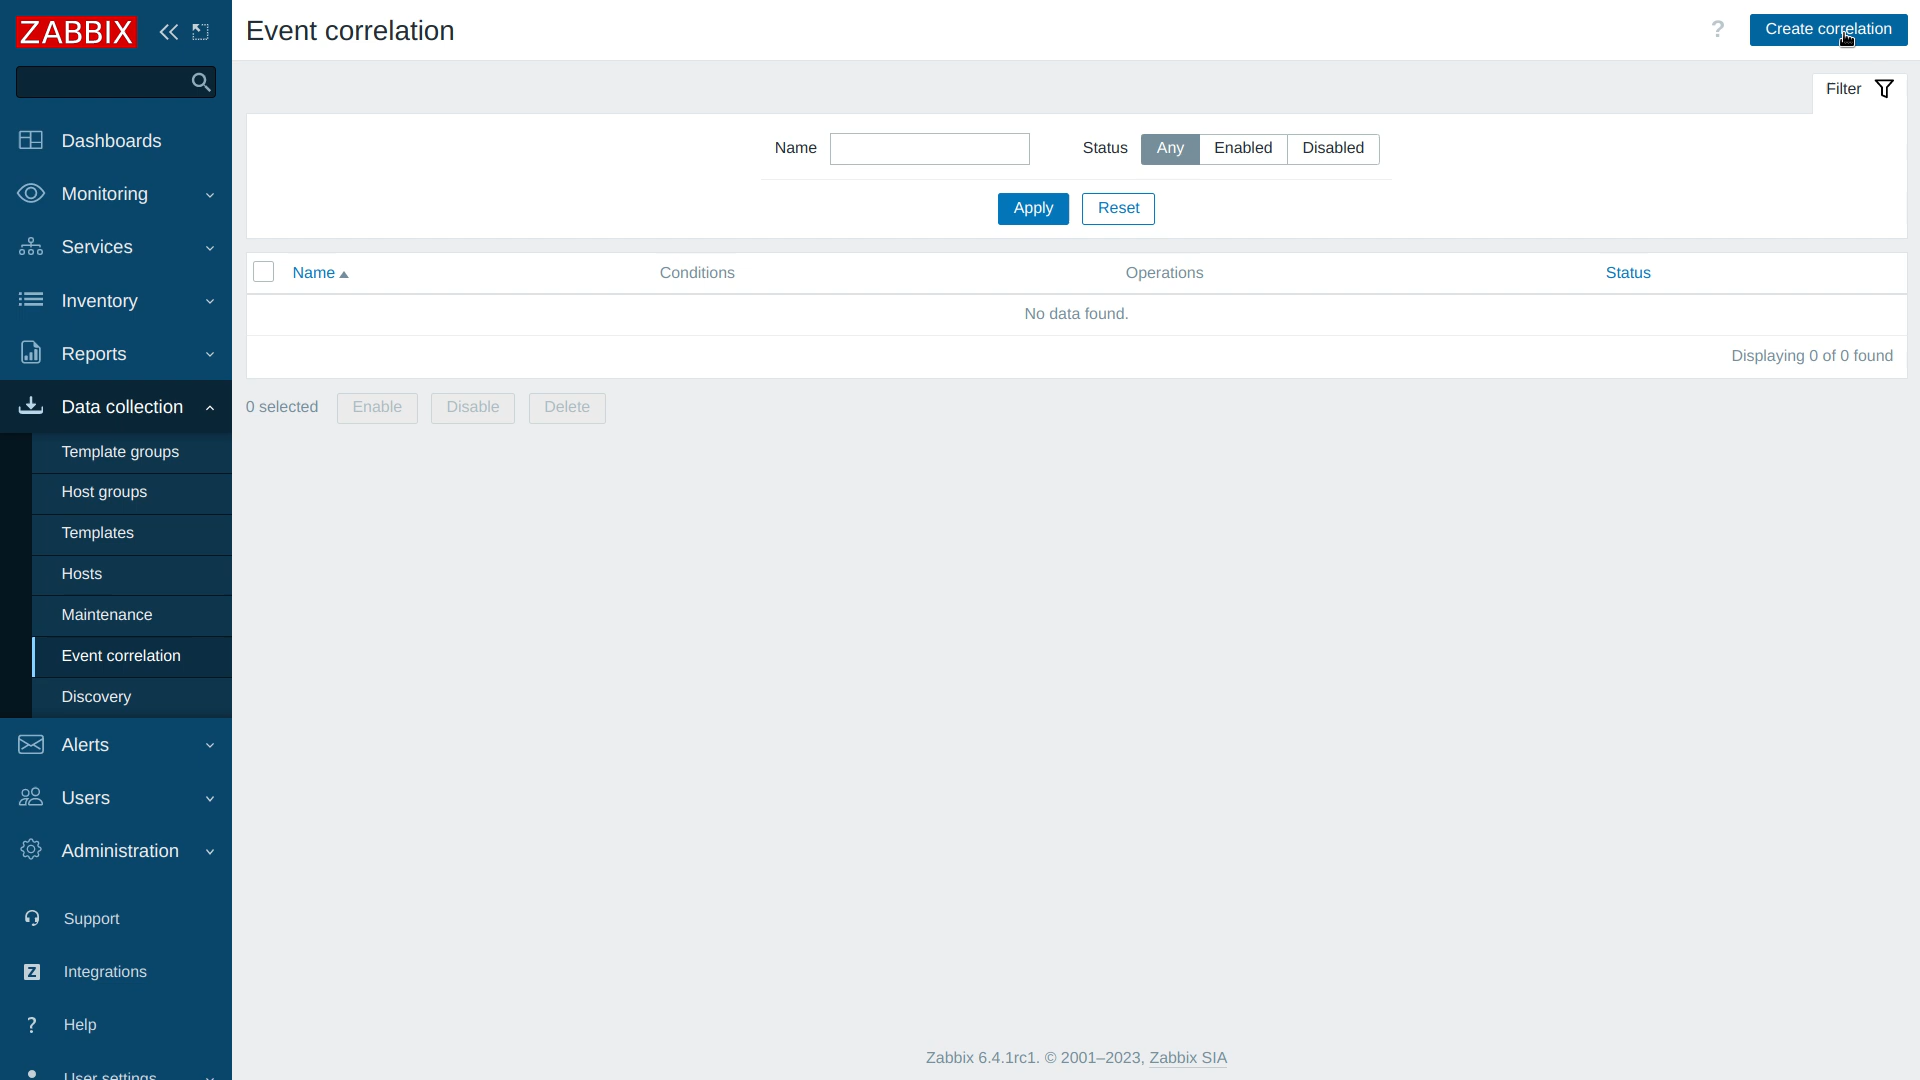 ZABBIX
Dashboards
Monitoring
Services
Inventory
Reports
Data collection
Template groups
Host groups
Templates
Hosts
Maintenance
Event correlation
Discovery
Alerts
Users
Administration
Support
Integrations
? Help
User settings
Event correlation
? Create correlation
Filter
Name Status Any Enabled Disabled
Apply Reset
Name Conditions Operations Status
No data found.
Displaying 0 of 0 found
0 selected Enable Disable Delete
Zabbix 6.4.1rc1. © 2001–2023, Zabbix SIA